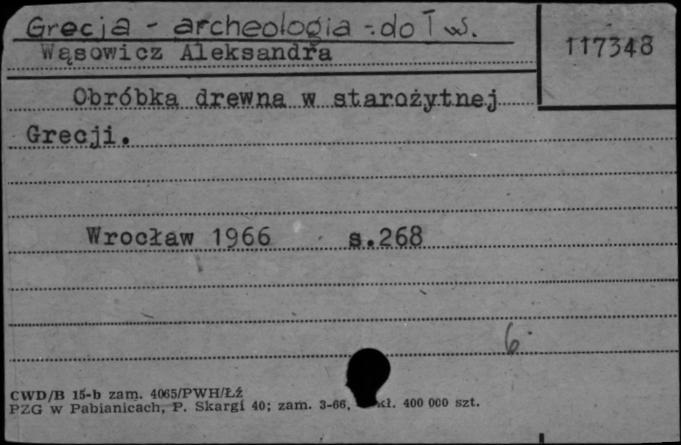 Grecja - archeologia - do I w.
Wąsowicz Aleksandra
117348
Obróbka drewna w starożytnej
Grecji.
Wrocław 1966 s.268
6
CWD/B 15-b zam. 4065/PWH/Łź
PZG w Pabianicach, P. Skargi 40; zam. 3-66, kł. 400 000 szt.